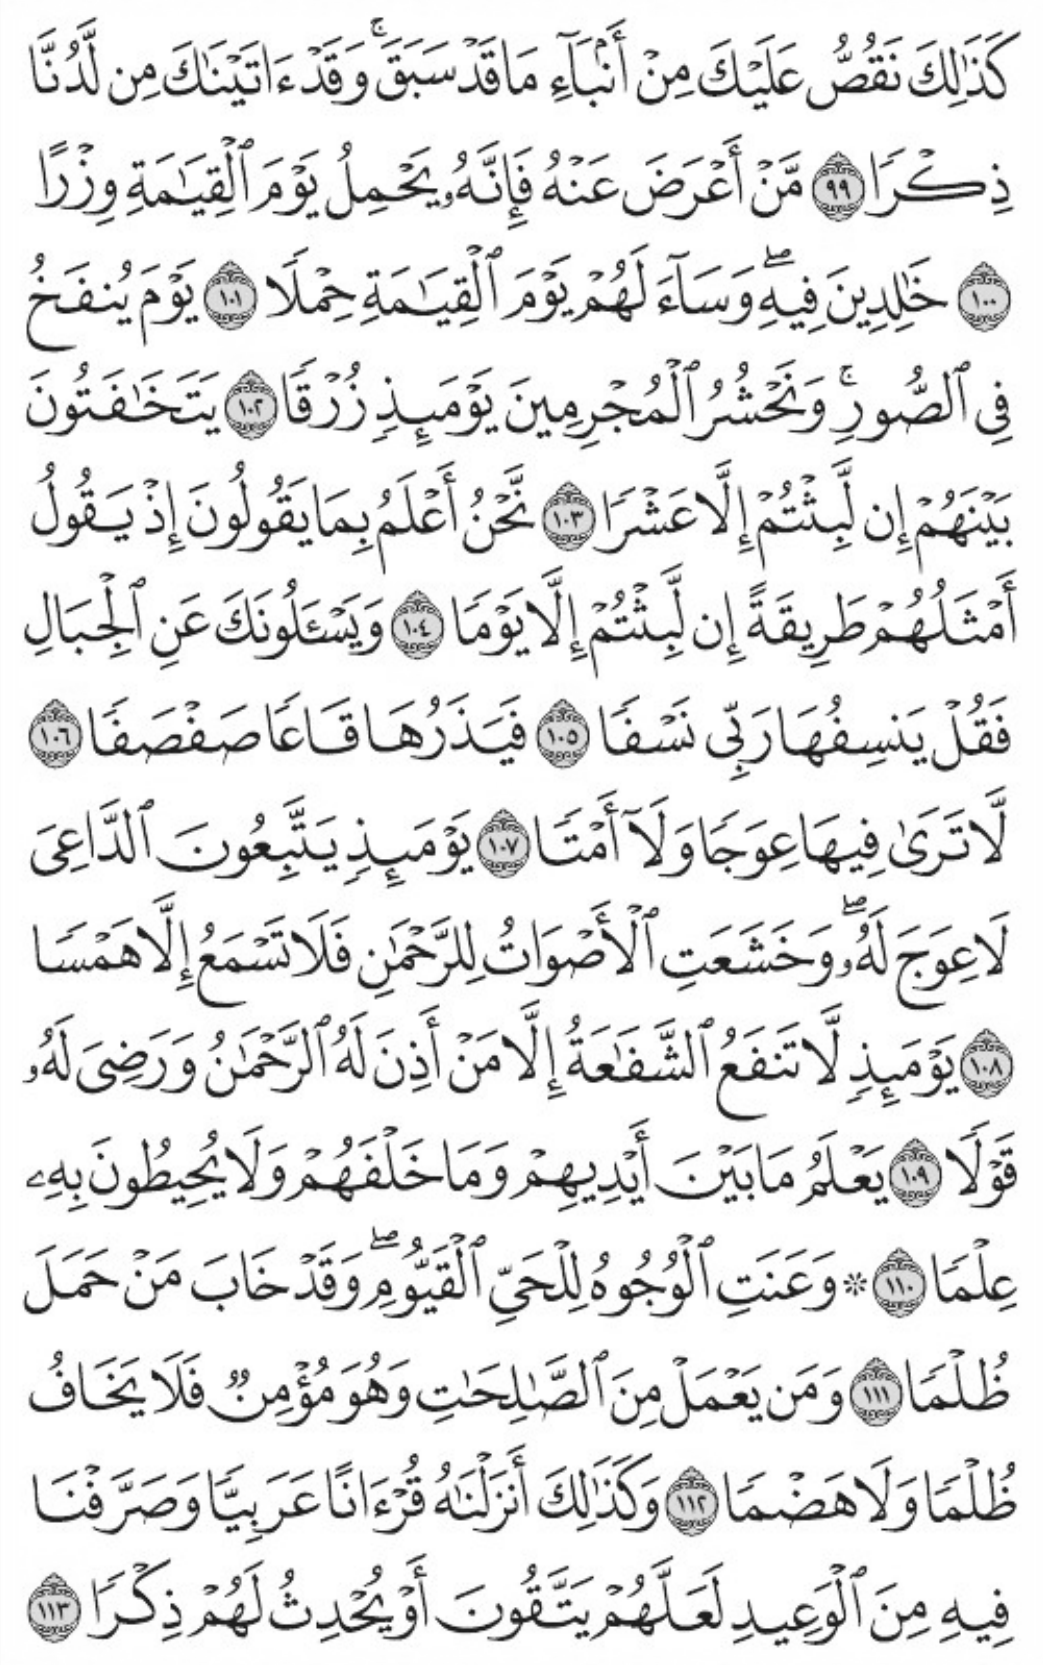 كَذَٰلِكَ نَقُصُّ عَلَيْكَ مِنْ أَنۢبَآءِ مَا قَدْ سَبَقَۚ وَقَدْ ءَاتَيْنَٰكَ مِن لَّدُنَّا
ذِكْرًا ٩٩ مَّنْ أَعْرَضَ عَنْهُ فَإِنَّهُۥ يَحْمِلُ يَوْمَ ٱلْقِيَٰمَةِ وِزْرًا
١٠٠ خَٰلِدِينَ فِيهِۖ وَسَآءَ لَهُمْ يَوْمَ ٱلْقِيَٰمَةِ حِمْلًا ١٠١ يَوْمَ يُنفَخُ
فِى ٱلصُّورِۚ وَنَحْشُرُ ٱلْمُجْرِمِينَ يَوْمَئِذٍ زُرْقًا ١٠٢ يَتَخَٰفَتُونَ
بَيْنَهُمْ إِن لَّبِثْتُمْ إِلَّا عَشْرًا ١٠٣ نَّحْنُ أَعْلَمُ بِمَا يَقُولُونَ إِذْ يَقُولُ
أَمْثَلُهُمْ طَرِيقَةً إِن لَّبِثْتُمْ إِلَّا يَوْمًا ١٠٤ وَيَسْـَٔلُونَكَ عَنِ ٱلْجِبَالِ
فَقُلْ يَنسِفُهَا رَبِّى نَسْفًا ١٠٥ فَيَذَرُهَا قَاعًا صَفْصَفًا ١٠٦
لَّا تَرَىٰ فِيهَا عِوَجًا وَلَآ أَمْتًا ١٠٧ يَوْمَئِذٍ يَتَّبِعُونَ ٱلدَّاعِىَ
لَا عِوَجَ لَهُۥۖ وَخَشَعَتِ ٱلْأَصْوَاتُ لِلرَّحْمَٰنِ فَلَا تَسْمَعُ إِلَّا هَمْسًا
١٠٨ يَوْمَئِذٍ لَّا تَنفَعُ ٱلشَّفَٰعَةُ إِلَّا مَنْ أَذِنَ لَهُ ٱلرَّحْمَٰنُ وَرَضِىَ لَهُۥ
قَوْلًا ١٠٩ يَعْلَمُ مَا بَيْنَ أَيْدِيهِمْ وَمَا خَلْفَهُمْ وَلَا يُحِيطُونَ بِهِۦ
عِلْمًا ١١٠ ۞ وَعَنَتِ ٱلْوُجُوهُ لِلْحَىِّ ٱلْقَيُّومِۖ وَقَدْ خَابَ مَنْ حَمَلَ
ظُلْمًا ١١١ وَمَن يَعْمَلْ مِنَ ٱلصَّٰلِحَٰتِ وَهُوَ مُؤْمِنٌ فَلَا يَخَافُ
ظُلْمًا وَلَا هَضْمًا ١١٢ وَكَذَٰلِكَ أَنزَلْنَٰهُ قُرْءَانًا عَرَبِيًّا وَصَرَّفْنَا
فِيهِ مِنَ ٱلْوَعِيدِ لَعَلَّهُمْ يَتَّقُونَ أَوْ يُحْدِثُ لَهُمْ ذِكْرًا ١١٣